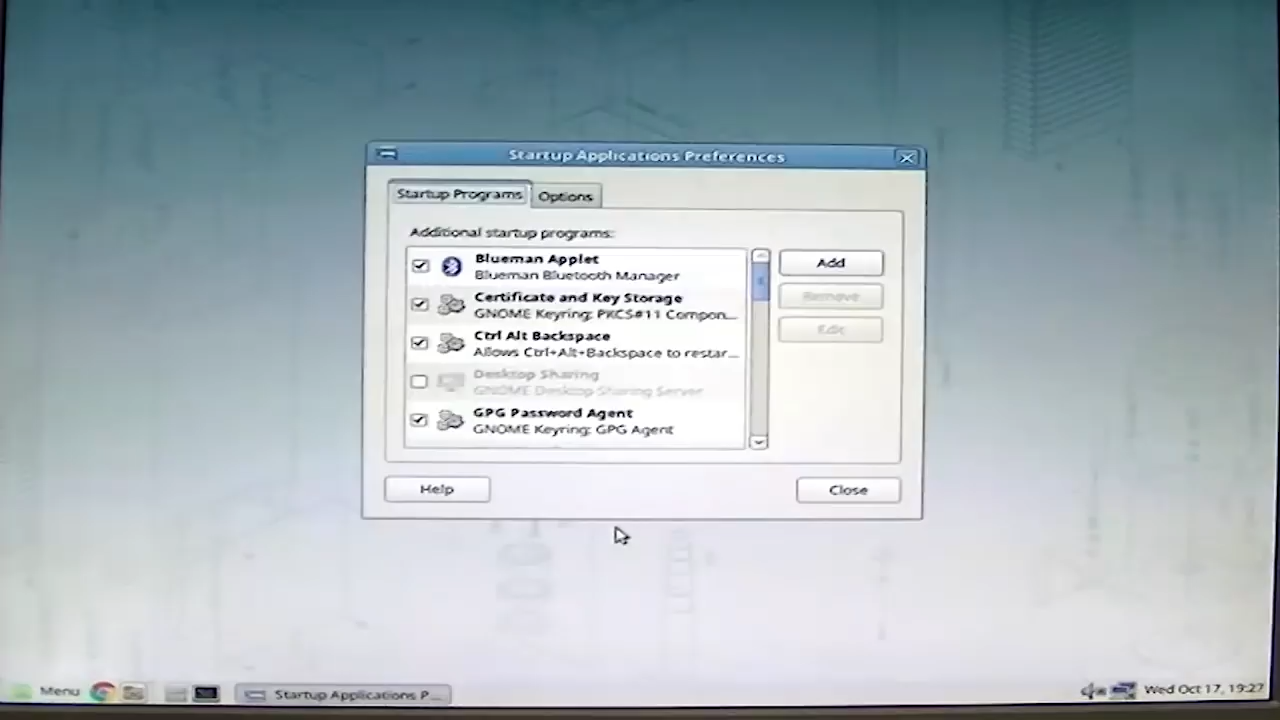 Startup Applications Preferences
Startup Programs
Options
Additional startup programs:
Blueman Applet
Blueman Bluetooth Manager
Certificate and Key Storage
GNOME Keyring: PKCS#11 Compon...
Ctrl Alt Backspace
Allows Ctrl+Alt+Backspace to restar...
Desktop Sharing
GNOME Desktop Sharing Server
GPG Password Agent
GNOME Keyring: GPG Agent
Add
Remove
Edit
Help
Close
Menu
Startup Applications P...
Wed Oct 17, 19:27